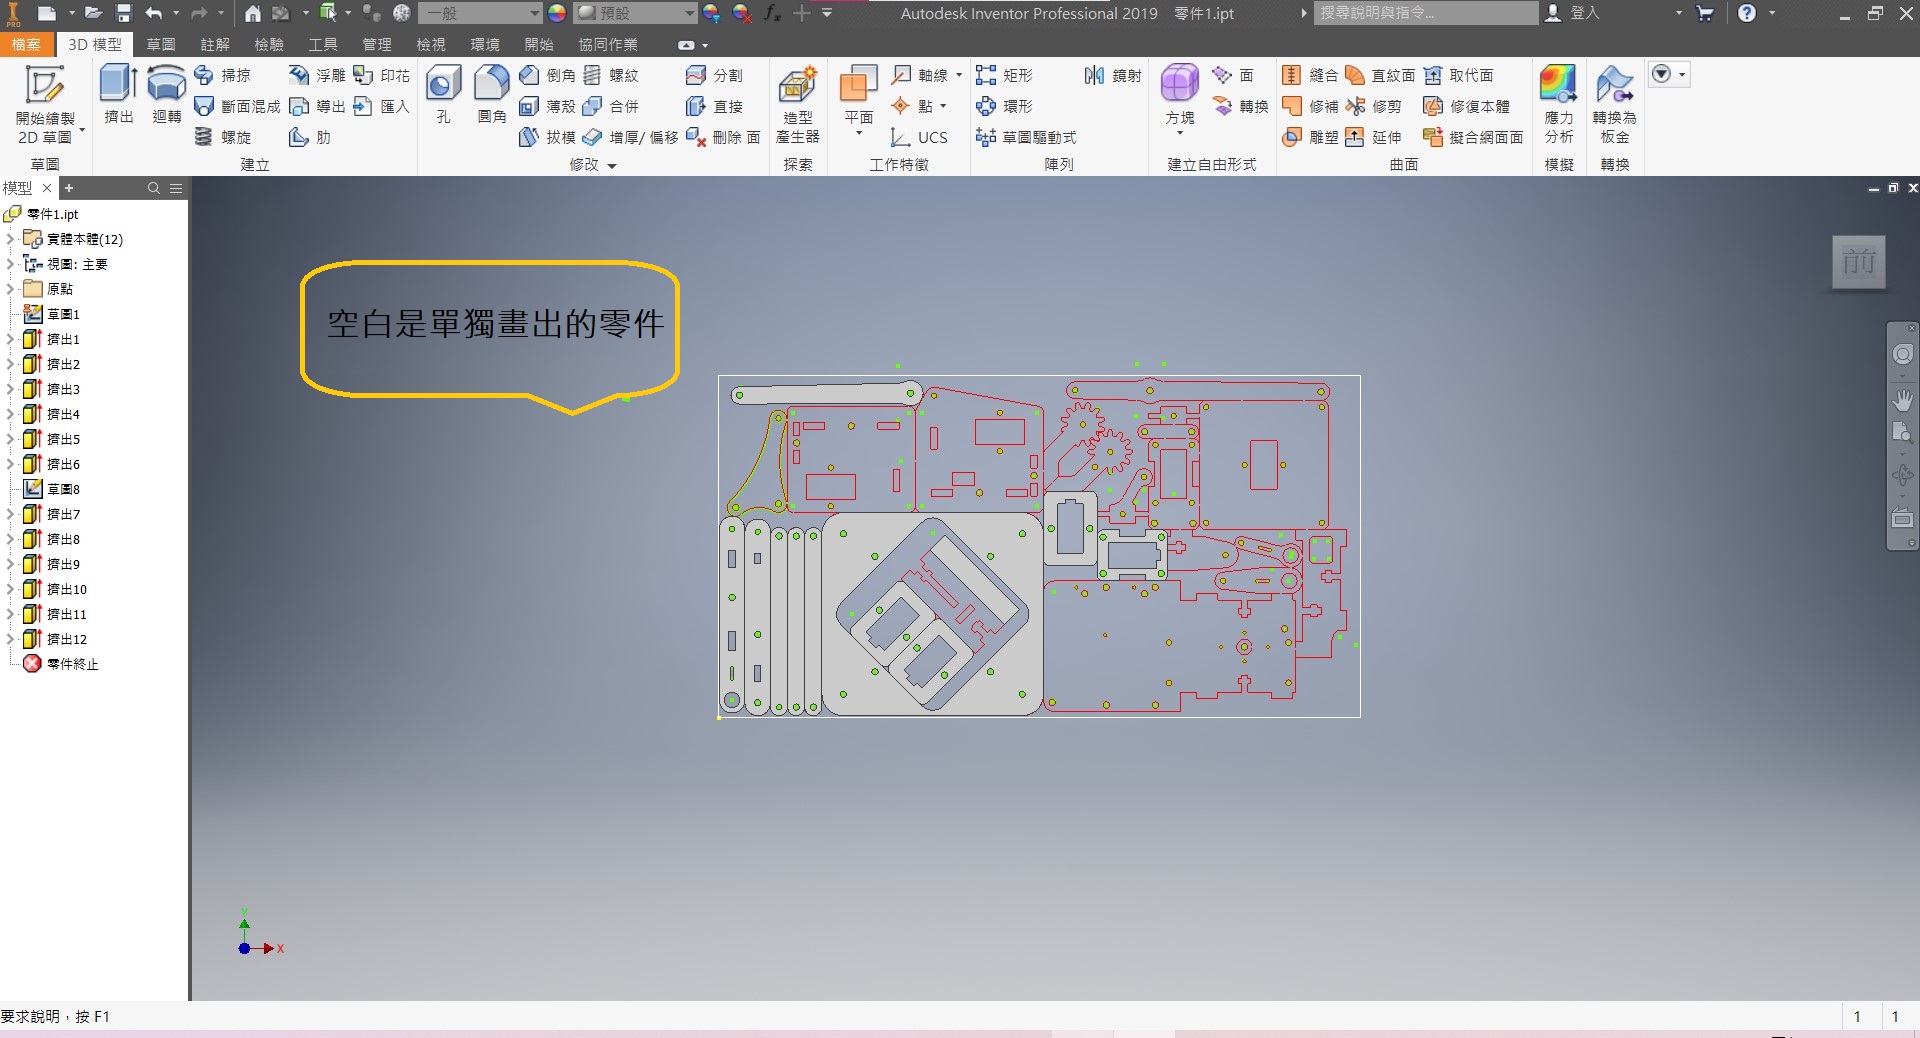 PRO
一般
預設
fx
Autodesk Inventor Professional 2019 零件1.ipt
搜尋說明與指令...
登入
檔案
3D 模型
草圖
註解
檢驗
工具
管理
檢視
環境
開始
協同作業
開始繪製
2D 草圖
擠出
迴轉
掃掠
斷面混成
螺旋
浮雕
導出
肋
印花
匯入
孔
圓角
倒角
薄殼
拔模
螺紋
合併
增厚/ 偏移
分割
直接
刪除 面
造型
產生器
平面
軸線
點
UCS
矩形
環形
草圖驅動式
鏡射
方塊
面
轉換
縫合
修補
雕塑
直紋面
修剪
延伸
取代面
修復本體
擬合網面面
應力
分析
轉換為
板金
草圖
建立
修改
探索
工作特徵
陣列
建立自由形式
曲面
模擬
轉換
模型
零件1.ipt
實體本體(12)
視圖: 主要
原點
草圖1
擠出1
擠出2
擠出3
擠出4
擠出5
擠出6
草圖8
擠出7
擠出8
擠出9
擠出10
擠出11
擠出12
零件終止
空白是單獨畫出的零件
前
Y
X
要求說明，按 F1
1
1